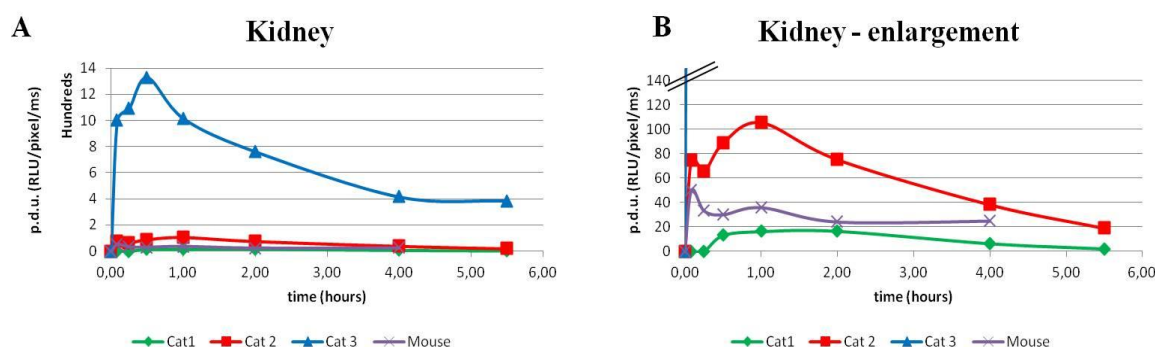 A
Kidney
Hundreds
p.d.u. (RLU/pixel/ms)
14
12
10
8
6
4
2
0
0,00 1,00 2,00 3,00 4,00 5,00 6,00
time (hours)
Cat1 Cat 2 Cat 3 Mouse
B
Kidney - enlargement
p.d.u. (RLU/pixel/ms)
140
120
100
80
60
40
20
0
0,00 1,00 2,00 3,00 4,00 5,00 6,00
time (hours)
Cat1 Cat 2 Cat 3 Mouse